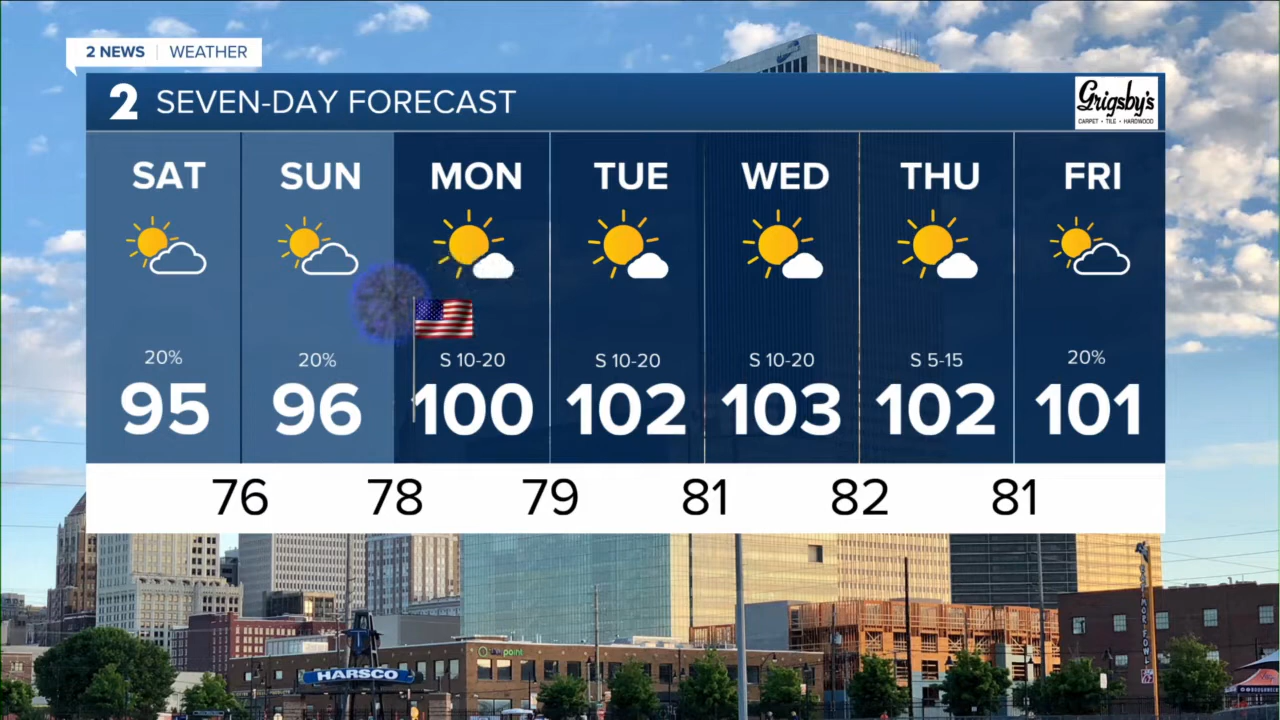 2 NEWS | WEATHER
2 SEVEN-DAY FORECAST
Grigsby's
CARPET • TILE • HARDWOOD
SAT SUN MON TUE WED THU FRI
20% 20% S 10-20 S 10-20 S 10-20 S 5-15 20%
95 96 100 102 103 102 101
76 78 79 81 82 81
HARSCO